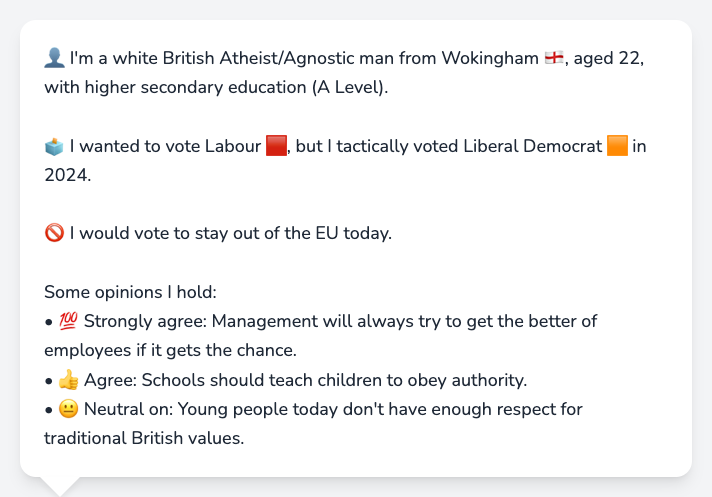 👤 I'm a white British Atheist/Agnostic man from Wokingham 🏴󠁧󠁢󠁥󠁮󠁧󠁿, aged 22,
with higher secondary education (A Level).
🗳️ I wanted to vote Labour 🟥, but I tactically voted Liberal Democrat 🟧 in
2024.
🚫 I would vote to stay out of the EU today.
Some opinions I hold:
• 💯 Strongly agree: Management will always try to get the better of
employees if it gets the chance.
• 👍 Agree: Schools should teach children to obey authority.
• 😐 Neutral on: Young people today don't have enough respect for
traditional British values.